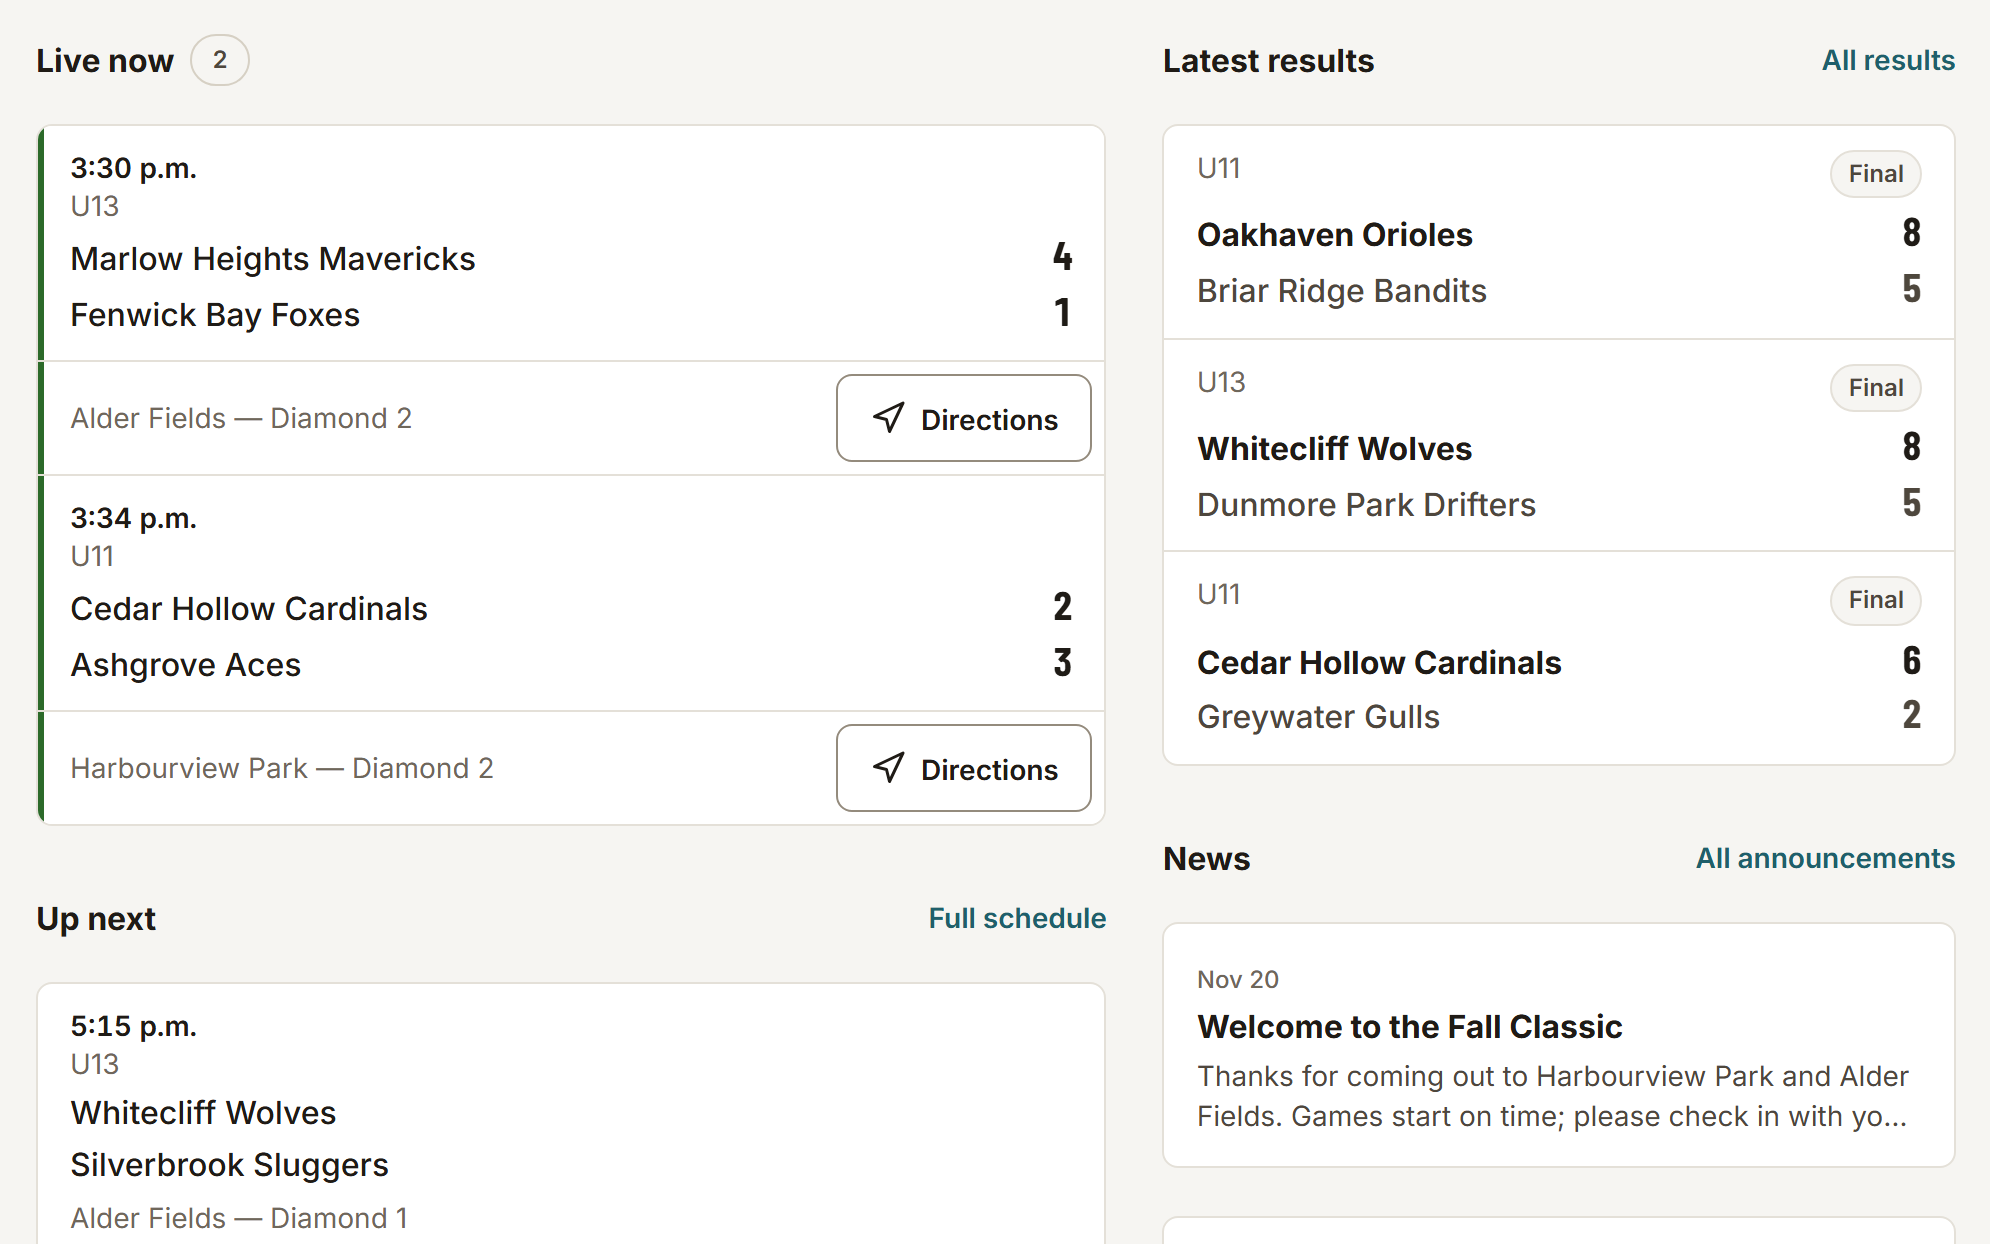 Live now 2
3:30 p.m.
U13
Marlow Heights Mavericks 4
Fenwick Bay Foxes 1
Alder Fields — Diamond 2 Directions
3:34 p.m.
U11
Cedar Hollow Cardinals 2
Ashgrove Aces 3
Harbourview Park — Diamond 2 Directions
Up next Full schedule
5:15 p.m.
U13
Whitecliff Wolves
Silverbrook Sluggers
Alder Fields — Diamond 1
Latest results All results
U11 Final
Oakhaven Orioles 8
Briar Ridge Bandits 5
U13 Final
Whitecliff Wolves 8
Dunmore Park Drifters 5
U11 Final
Cedar Hollow Cardinals 6
Greywater Gulls 2
News All announcements
Nov 20
Welcome to the Fall Classic
Thanks for coming out to Harbourview Park and Alder
Fields. Games start on time; please check in with yo...